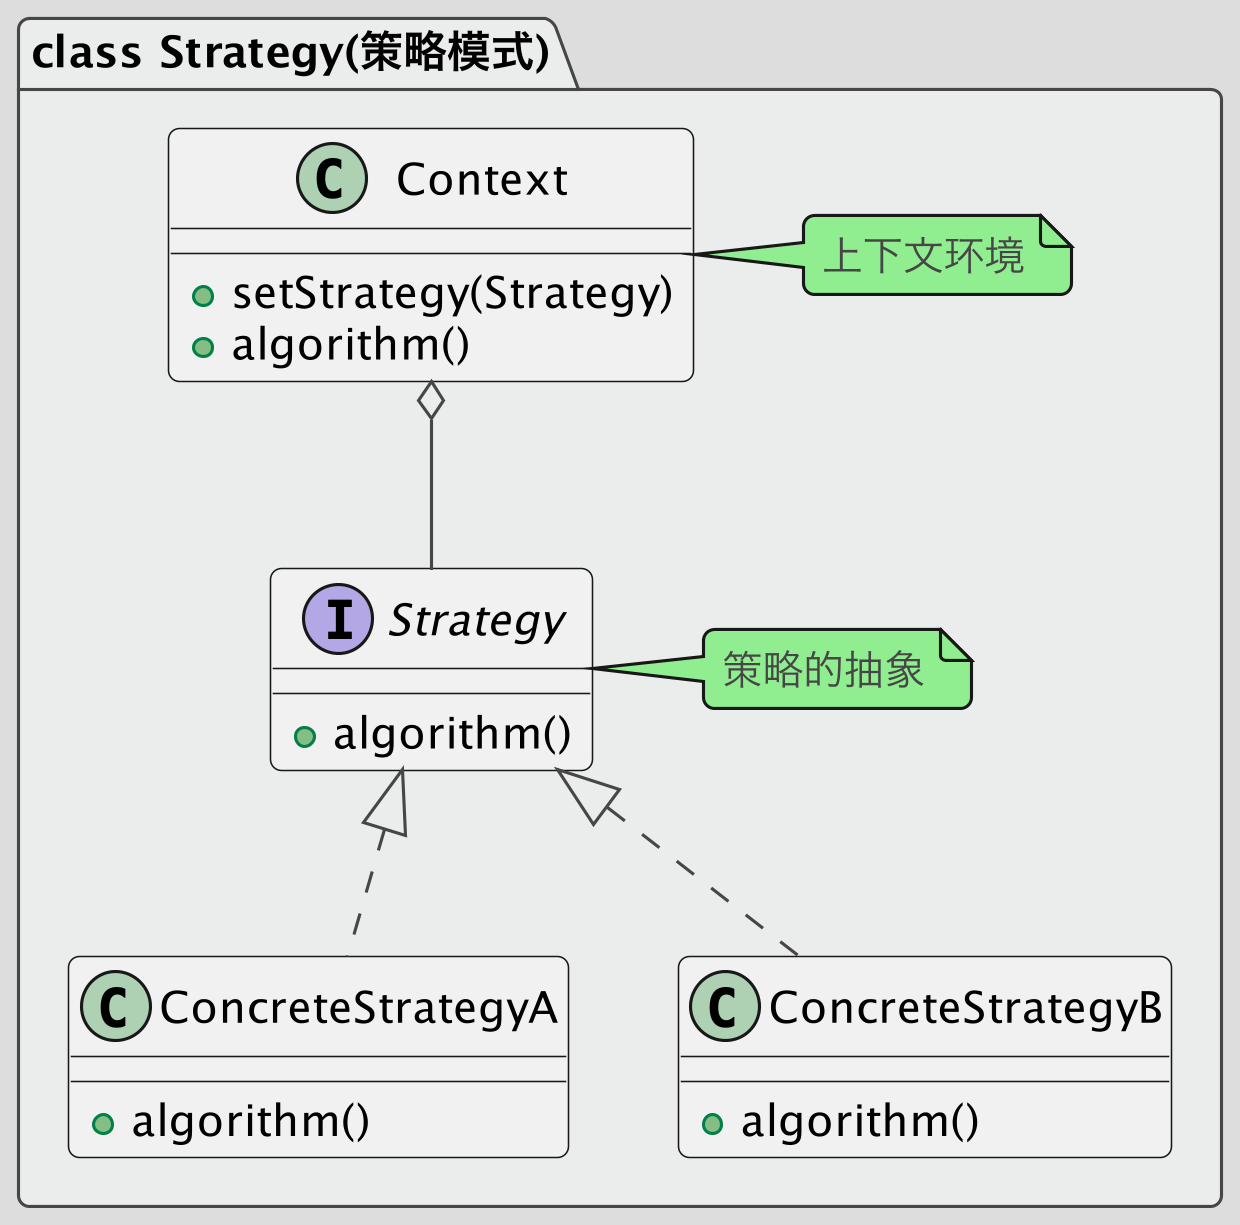 class Strategy(策略模式)
C Context
上下文环境
setStrategy(Strategy)
algorithm()
I Strategy
策略的抽象
algorithm()
C ConcreteStrategyA
algorithm()
C ConcreteStrategyB
algorithm()